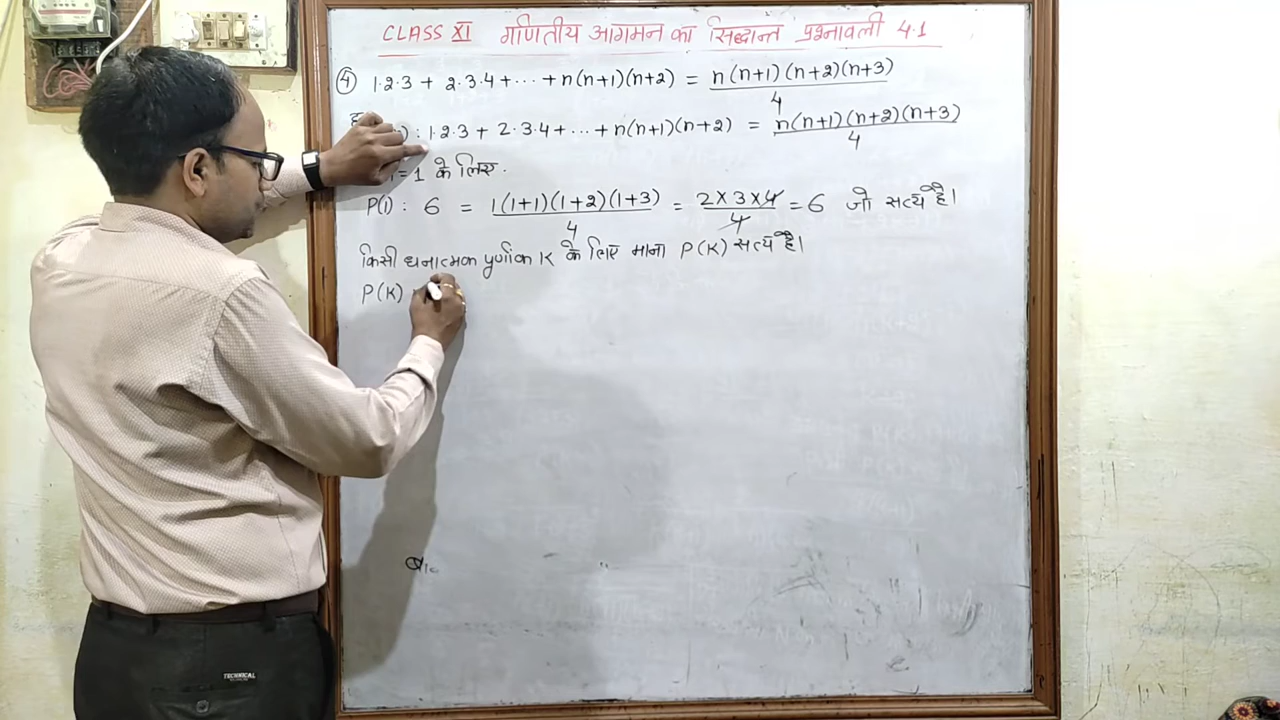 CLASS XI गणितीय आगमन का सिद्धान्त प्रश्नावली 4.1
④ 1·2·3 + 2·3·4 + ··· + n(n+1)(n+2) = n(n+1)(n+2)(n+3)/4
: 1·2·3 + 2·3·4 + ··· + n(n+1)(n+2) = n(n+1)(n+2)(n+3)/4
=1 के लिए.
P(1) : 6 = 1(1+1)(1+2)(1+3)/4 = 2×3×4/4 = 6 जो सत्य है।
किसी धनात्मक पूर्णांक K के लिए माना P(K) सत्य है।
P(K)
TECHNICAL